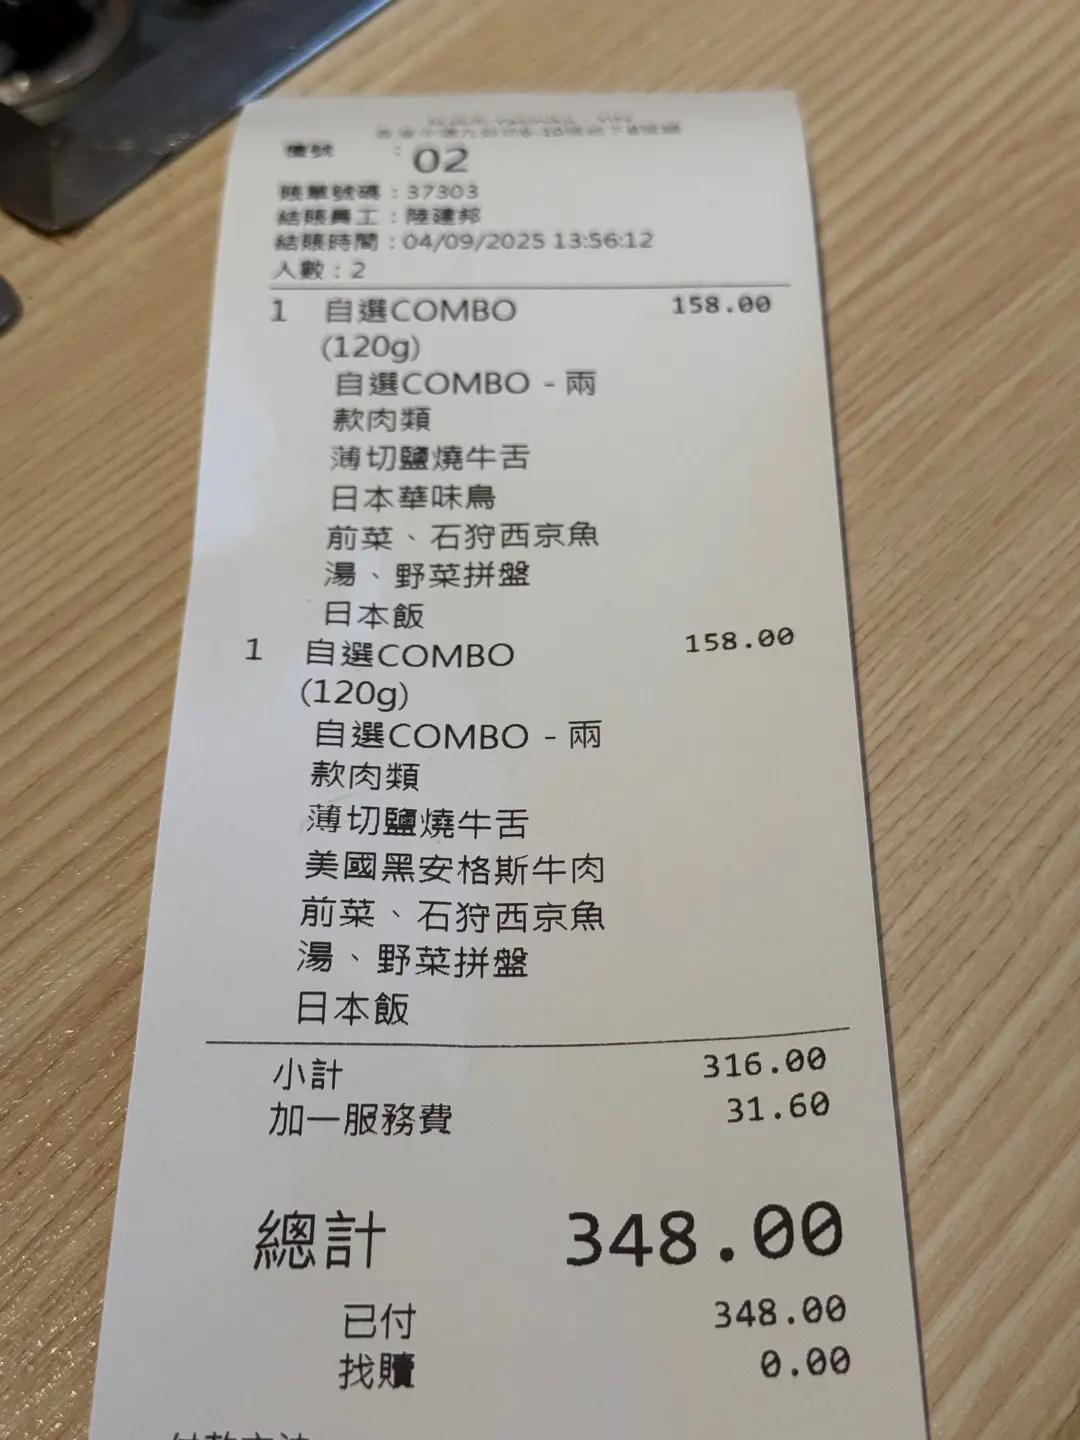 檯號 : 02
賬單號碼 : 37303
結賬員工 : 陸建邦
結賬時間 : 04/09/2025 13:56:12
人數 : 2
1 自選COMBO 158.00
(120g)
自選COMBO - 兩
款肉類
薄切鹽燒牛舌
日本華味鳥
前菜、石狩西京魚
湯、野菜拼盤
日本飯
1 自選COMBO 158.00
(120g)
自選COMBO - 兩
款肉類
薄切鹽燒牛舌
美國黑安格斯牛肉
前菜、石狩西京魚
湯、野菜拼盤
日本飯
小計 316.00
加一服務費 31.60
總計 348.00
已付 348.00
找贖 0.00